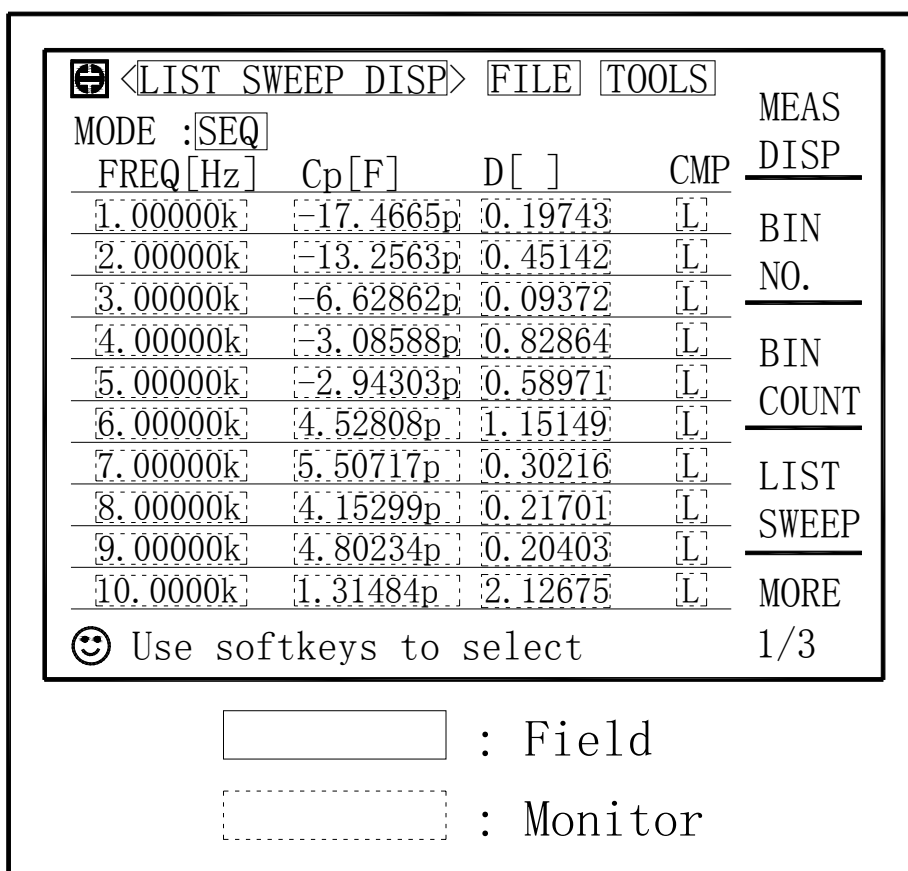 <LIST SWEEP DISP> FILE TOOLS
MODE :SEQ
FREQ[Hz] Cp[F] D[ ] CMP
1.00000k -17.4665p 0.19743 L
2.00000k -13.2563p 0.45142 L
3.00000k -6.62862p 0.09372 L
4.00000k -3.08588p 0.82864 L
5.00000k -2.94303p 0.58971 L
6.00000k 4.52808p 1.15149 L
7.00000k 5.50717p 0.30216 L
8.00000k 4.15299p 0.21701 L
9.00000k 4.80234p 0.20403 L
10.0000k 1.31484p 2.12675 L
Use softkeys to select
MEAS
DISP
BIN
NO.
BIN
COUNT
LIST
SWEEP
MORE
1/3
: Field
: Monitor